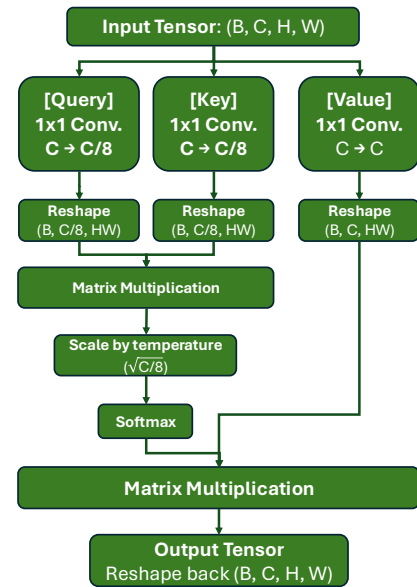 Input Tensor: (B, C, H, W)
[Query]
1x1 Conv.
C → C/8
[Key]
1x1 Conv.
C → C/8
[Value]
1x1 Conv.
C → C
Reshape
(B, C/8, HW)
Reshape
(B, C/8, HW)
Reshape
(B, C, HW)
Matrix Multiplication
Scale by temperature
(√C/8)
Softmax
Matrix Multiplication
Output Tensor
Reshape back (B, C, H, W)